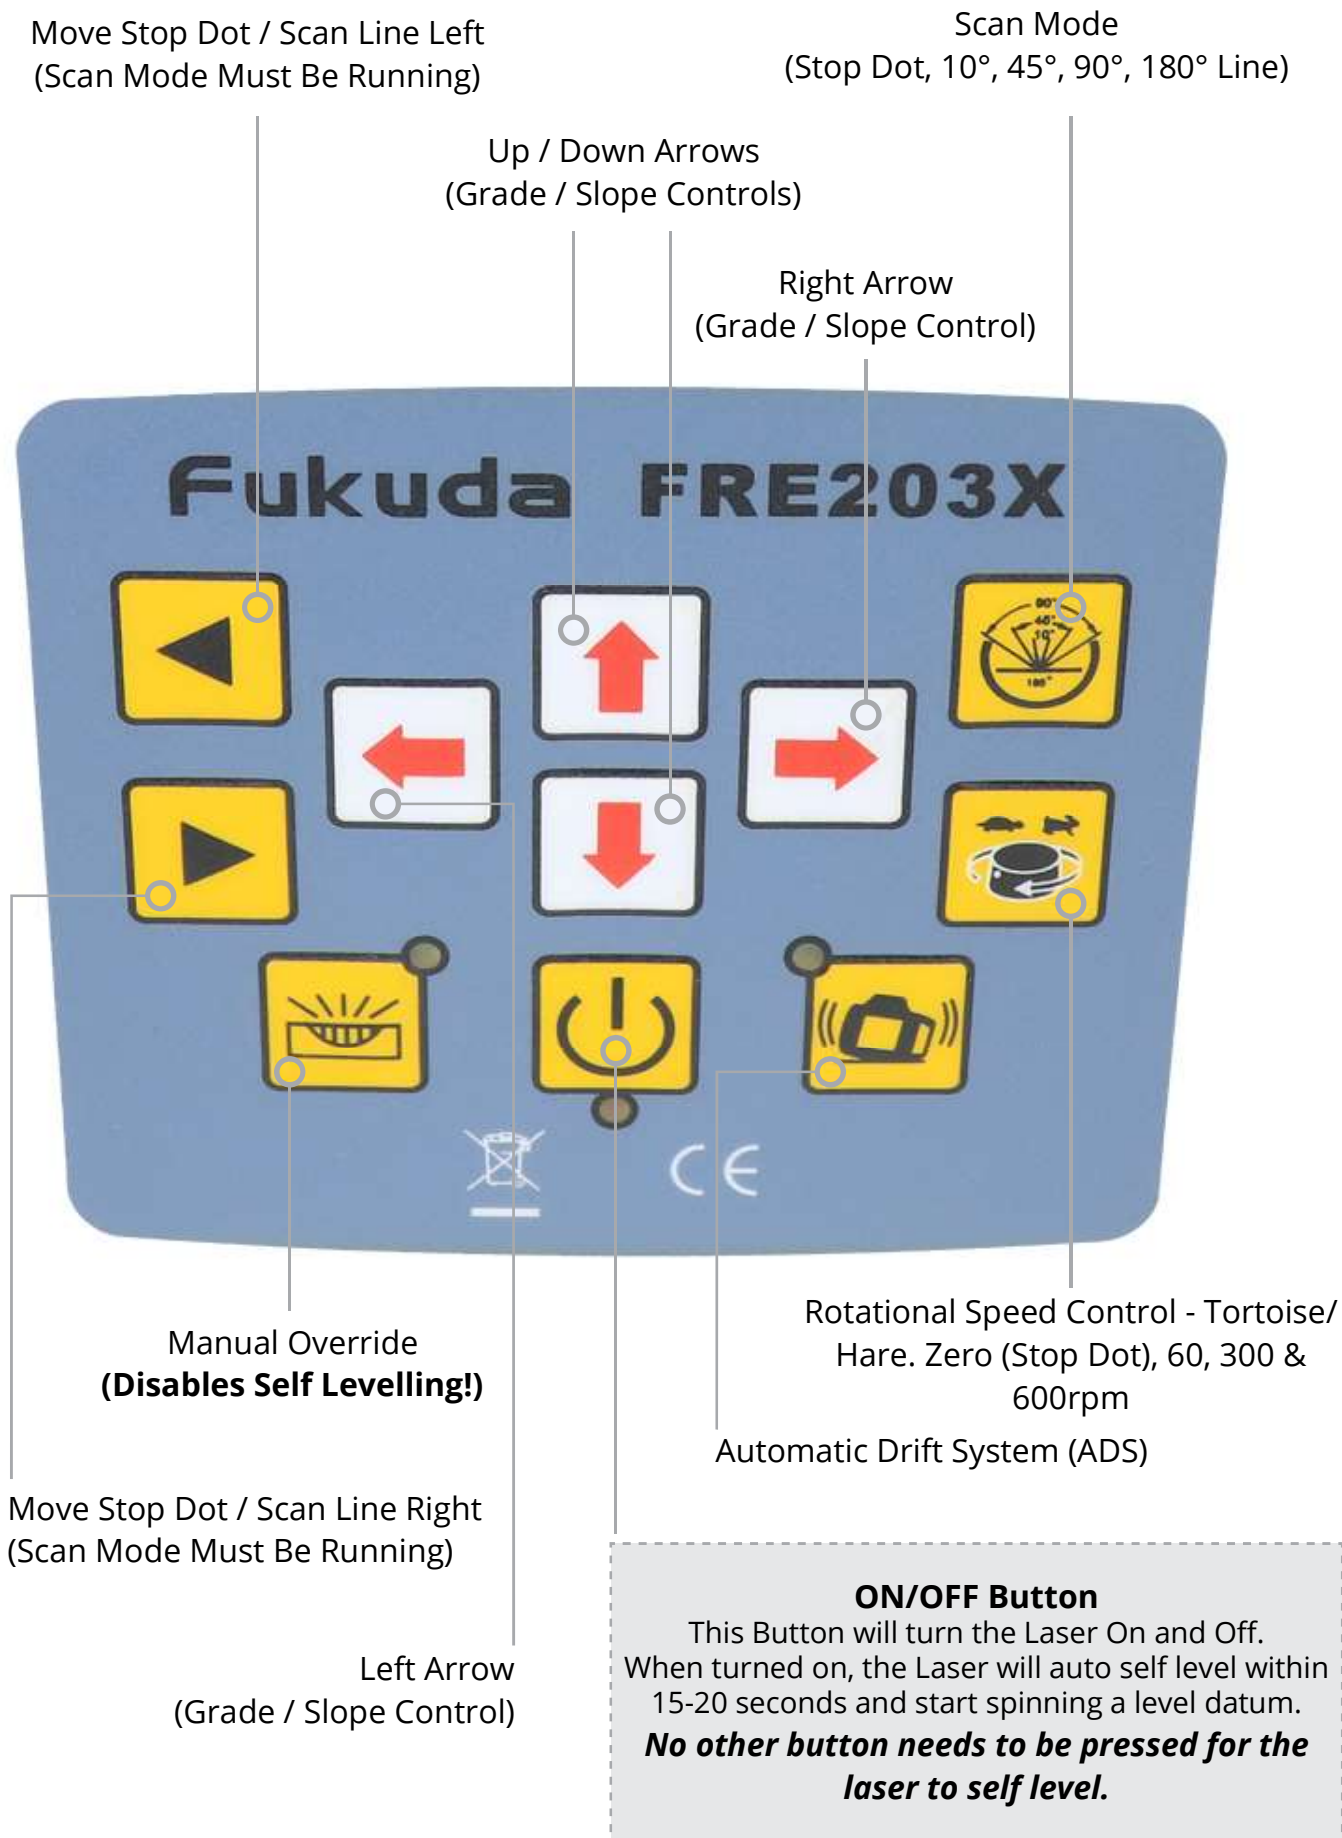 Move Stop Dot / Scan Line Left
(Scan Mode Must Be Running)
Scan Mode
(Stop Dot, 10°, 45°, 90°, 180° Line)
Up / Down Arrows
(Grade / Slope Controls)
Right Arrow
(Grade / Slope Control)
Fukuda FRE203X
90°
45°
10°
180°
CE
Manual Override
(Disables Self Levelling!)
Rotational Speed Control - Tortoise/
Hare. Zero (Stop Dot), 60, 300 &
600rpm
Automatic Drift System (ADS)
Move Stop Dot / Scan Line Right
(Scan Mode Must Be Running)
Left Arrow
(Grade / Slope Control)
ON/OFF Button
This Button will turn the Laser On and Off.
When turned on, the Laser will auto self level within
15-20 seconds and start spinning a level datum.
No other button needs to be pressed for the
laser to self level.